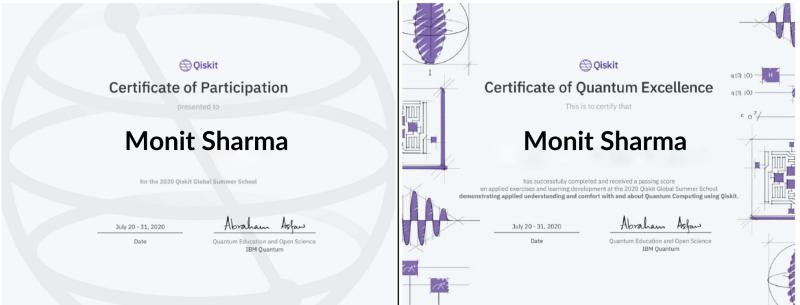 Qiskit
Certificate of Participation
presented to
Monit Sharma
for the 2020 Qiskit Global Summer School
July 20 - 31, 2020
Date
Abraham Asfaw
Quantum Education and Open Science
IBM Quantum
Qiskit
Certificate of Quantum Excellence
This is to certify that
Monit Sharma
has successfully completed and received a passing score
on applied exercises and learning development at the 2020 Qiskit Global Summer School
demonstrating applied understanding and comfort with and about Quantum Computing using Qiskit.
July 20 - 31, 2020
Date
Abraham Asfaw
Quantum Education and Open Science
IBM Quantum
1
H